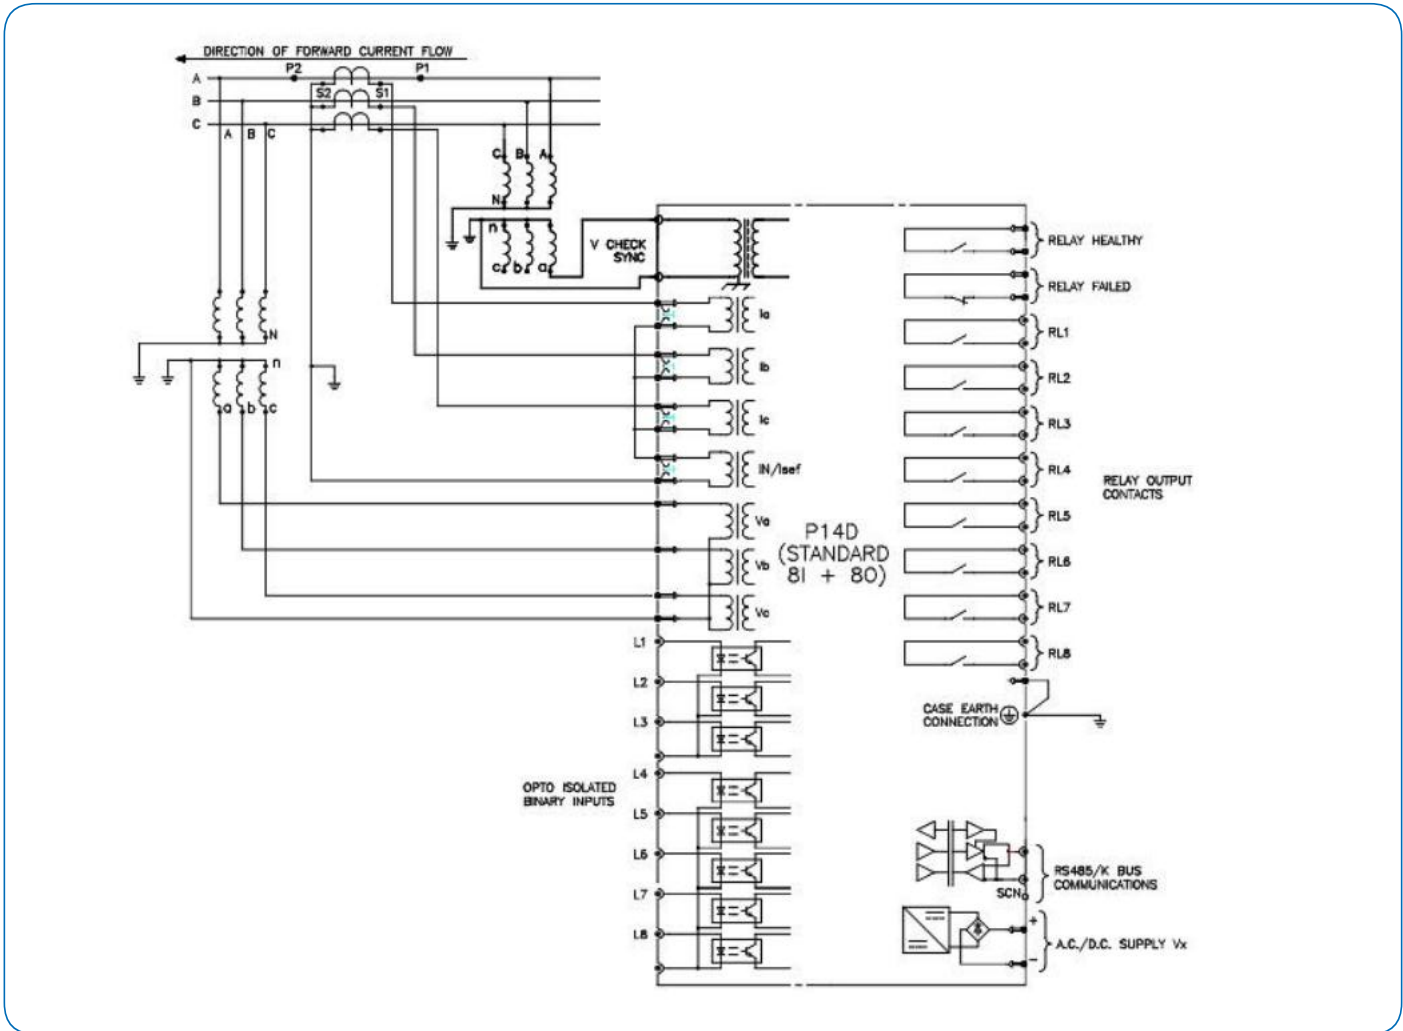 DIRECTION OF FORWARD CURRENT FLOW
P2 P1
A
S2 S1
B
C
A B C
C B A
N
n
c b a
V CHECK
SYNC
N
n
a b c
Ia
Ib
Ic
IN/Isef
Va
Vb
Vc
P14D
(STANDARD
8I + 8O)
RELAY HEALTHY
RELAY FAILED
RL1
RL2
RL3
RL4
RL5
RL6
RL7
RL8
RELAY OUTPUT
CONTACTS
L1
L2
L3
L4
L5
L6
L7
L8
OPTO ISOLATED
BINARY INPUTS
CASE EARTH
CONNECTION
RS485/K BUS
COMMUNICATIONS
SCN
+
A.C./D.C. SUPPLY Vx
-